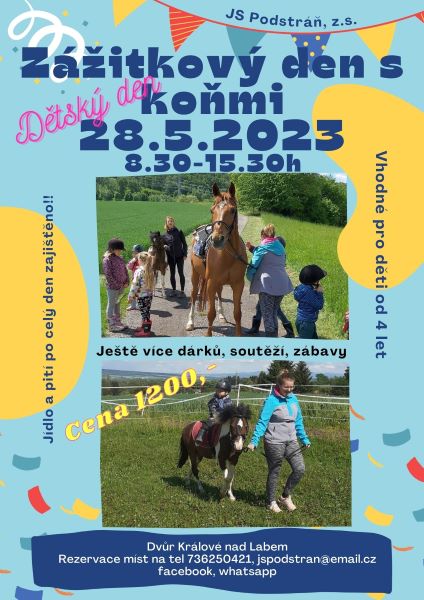 JS Podstráň, z.s.
Zážitkový den s
koňmi
Dětský den
28.5.2023
8.30-15.30h
Vhodné pro děti od 4 let
Jídlo a pití po celý den zajištěno!!
Ještě více dárků, soutěží, zábavy
Cena 1200,-
Dvůr Králové nad Labem
Rezervace míst na tel 736250421, jspodstran@email.cz
facebook, whatsapp